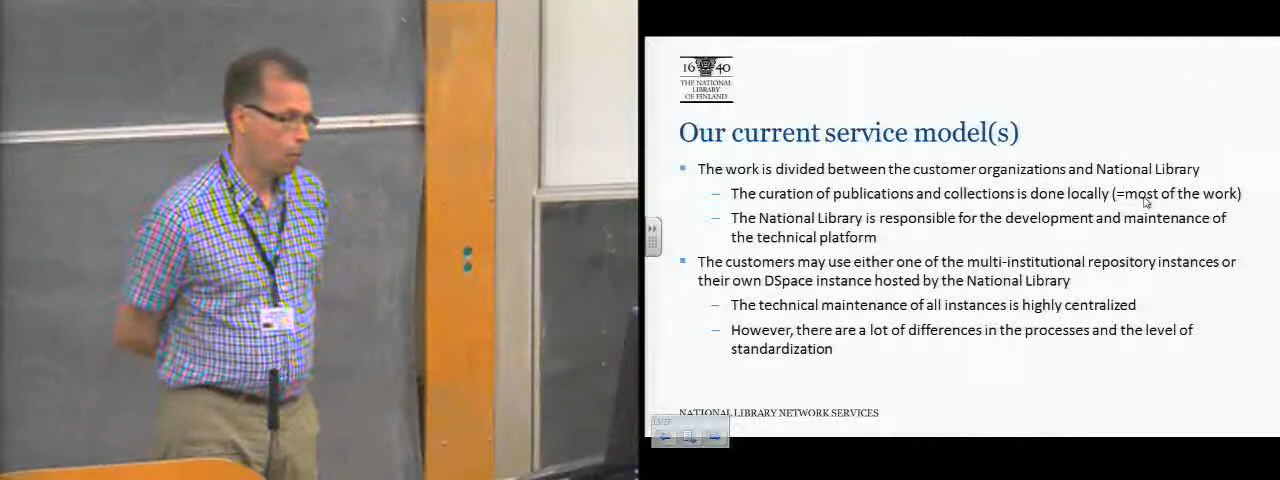 16 40
THE NATIONAL
LIBRARY
OF FINLAND
Our current service model(s)
The work is divided between the customer organizations and National Library
– The curation of publications and collections is done locally (=most of the work)
– The National Library is responsible for the development and maintenance of
the technical platform
The customers may use either one of the multi-institutional repository instances or
their own DSpace instance hosted by the National Library
– The technical maintenance of all instances is highly centralized
– However, there are a lot of differences in the processes and the level of
standardization
NATIONAL LIBRARY NETWORK SERVICES